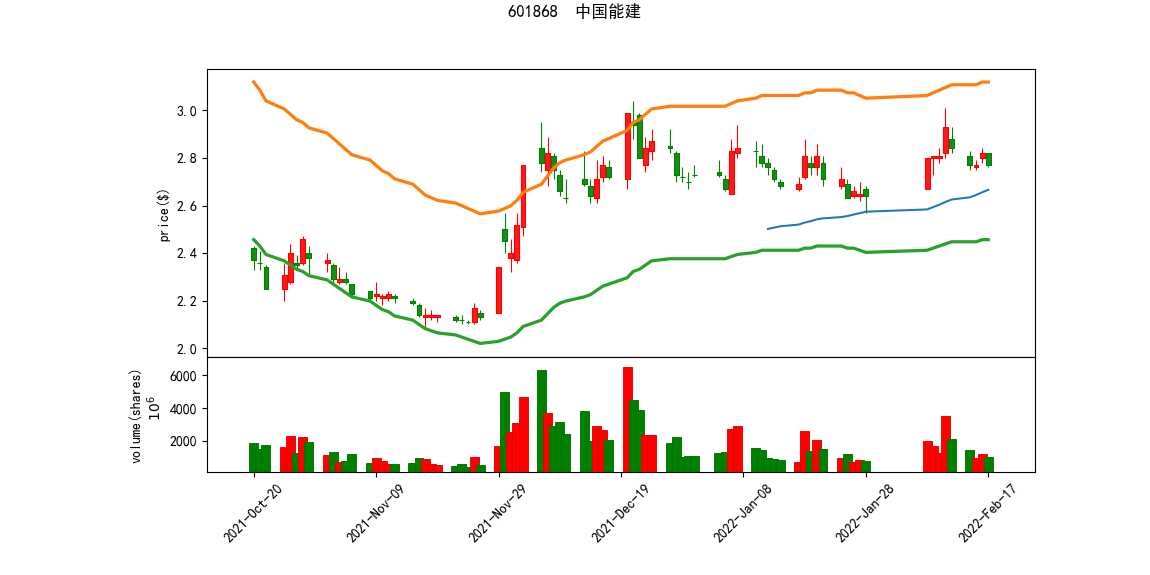 601868 中国能建
price($)
3.0
2.8
2.6
2.4
2.2
2.0
volume(shares)
10^6
6000
4000
2000
2021-Oct-20
2021-Nov-09
2021-Nov-29
2021-Dec-19
2022-Jan-08
2022-Jan-28
2022-Feb-17